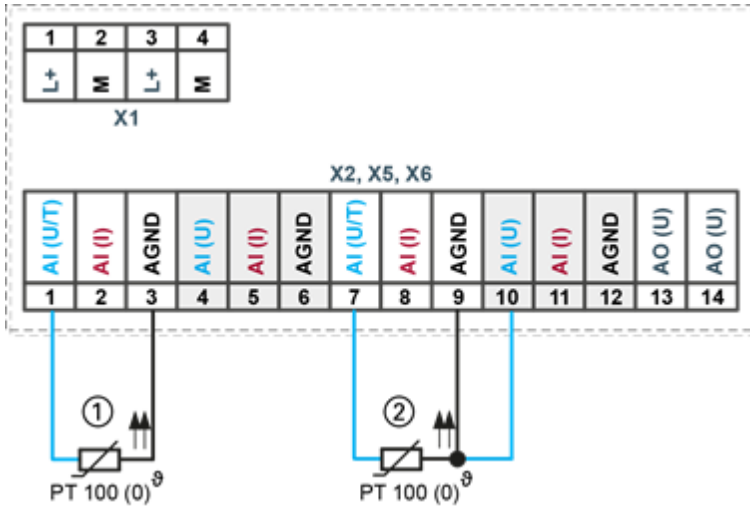 1 2 3 4
L+ M L+ M
X1
X2, X5, X6
AI (U/T) AI (I) AGND AI (U) AI (I) AGND AI (U/T) AI (I) AGND AI (U) AI (I) AGND AO (U) AO (U)
1 2 3 4 5 6 7 8 9 10 11 12 13 14
① ②
PT 100 (0) ϑ PT 100 (0) ϑ